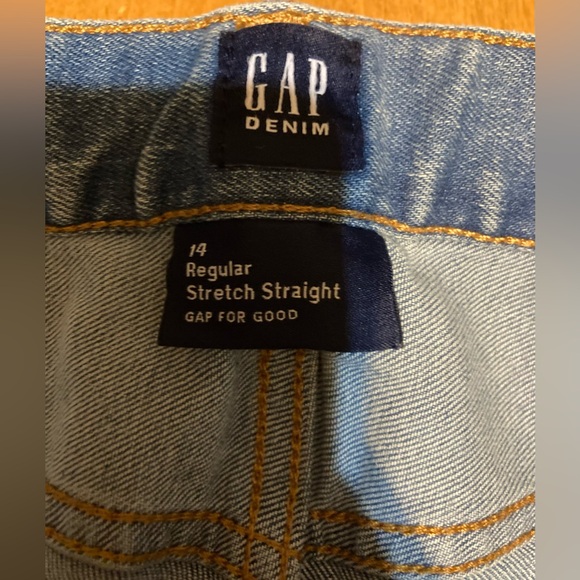 GAP
DENIM
14
Regular
Stretch Straight
GAP FOR GOOD